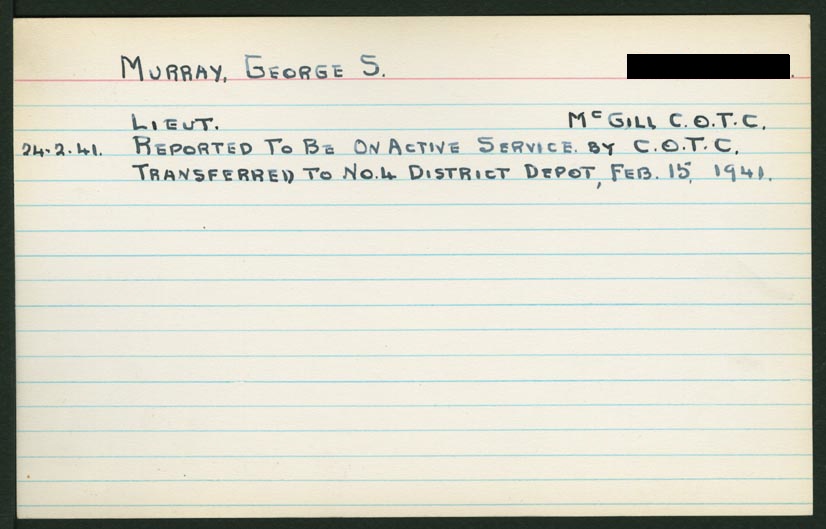 MURRAY, GEORGE S.
LIEUT. McGILL C.O.T.C.
24.2.41. REPORTED TO BE ON ACTIVE SERVICE. BY C.O.T.C.
TRANSFERRED TO NO.4 DISTRICT DEPOT, FEB. 15, 1941.